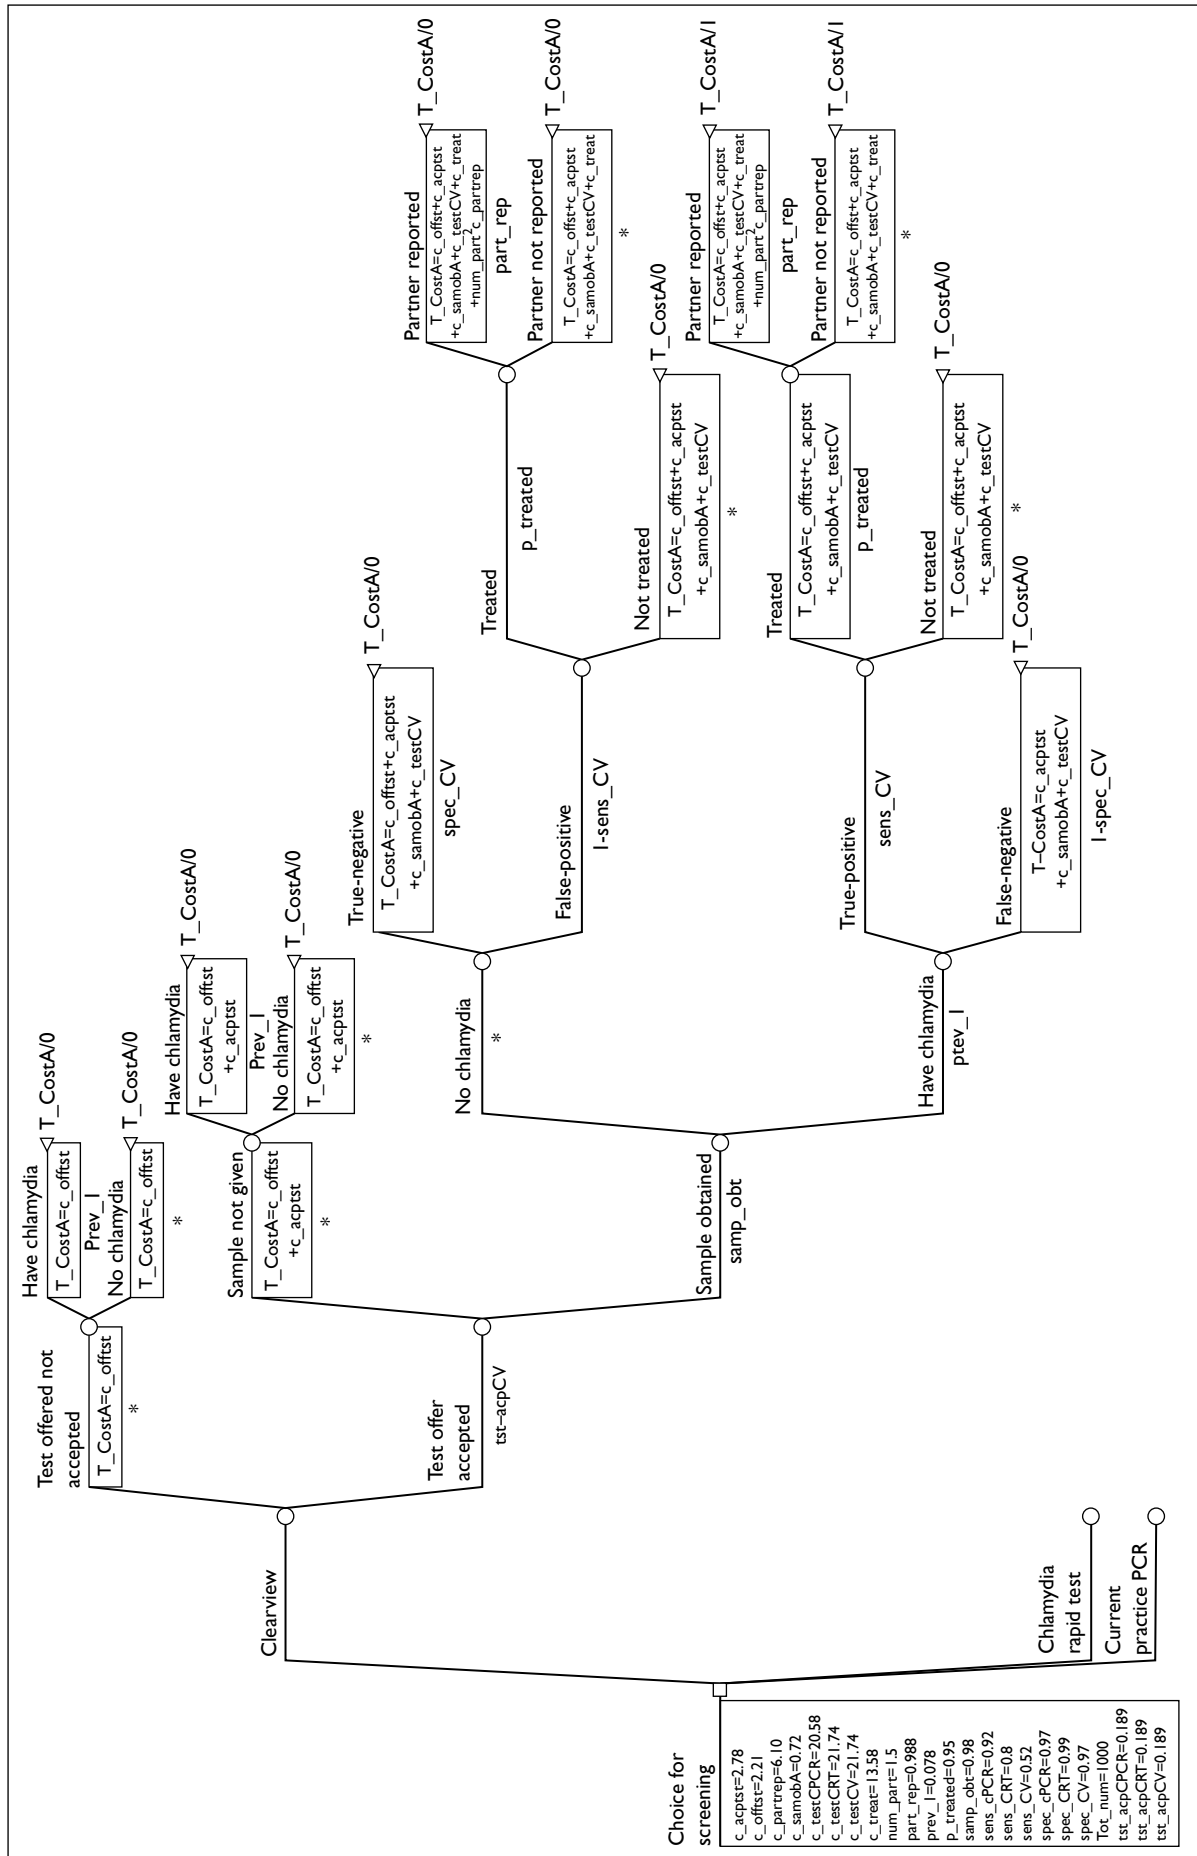 Choice for
screening
c_acptst=2.78
c_offtst=2.21
c_partrep=6.10
c_samobA=0.72
c_testCPCR=20.58
c_testCRT=21.74
c_testCV=21.74
c_treat=13.58
num_part=1.5
part_rep=0.988
prev_1=0.078
p_treated=0.95
samp_obt=0.98
sens_cPCR=0.92
sens_CRT=0.8
sens_CV=0.52
spec_cPCR=0.97
spec_CRT=0.99
spec_CV=0.97
Tot_num=1000
tst_acpCPCR=0.189
tst_acpCRT=0.189
tst_acpCV=0.189
Clearview
Chlamydia
rapid test
Current
practice PCR
Test offered not
accepted
T_CostA=c_offtst
*
Test offer
accepted
tst–acpCV
Have chlamydia
T_CostA=c_offtst
T_CostA/0
Prev_1
No chlamydia
T_CostA=c_offtst
T_CostA/0
*
Sample not given
T_CostA=c_offtst
+c_acptst
*
Have chlamydia
T_CostA=c_offtst
+c_acptst
T_CostA/0
Prev_1
No chlamydia
T_CostA=c_offtst
+c_acptst
T_CostA/0
*
Sample obtained
samp_obt
No chlamydia
*
True-negative
T_CostA=c_offtst+c_acptst
+c_samobA+c_testCV
T_CostA/0
spec_CV
False-positive
1-sens_CV
Treated
p_treated
Partner reported
T_CostA=c_offst+c_acptst
+c_samobA+c_testCV+c_treat
+num_part²c_partrep
T_CostA/0
part_rep
Partner not reported
T_CostA=c_offst+c_acptst
+c_samobA+c_testCV+c_treat
T_CostA/0
*
Not treated
T_CostA=c_offtst+c_acptst
+c_samobA+c_testCV
T_CostA/0
*
Have chlamydia
ptev_1
True-positive
sens_CV
Treated
T_CostA=c_offtst+c_acptst
+c_samobA+c_testCV
p_treated
Partner reported
T_CostA=c_offst+c_acptst
+c_samobA+c_testCV+c_treat
+num_part²c_partrep
T_CostA/1
part_rep
Partner not reported
T_CostA=c_offst+c_acptst
+c_samobA+c_testCV+c_treat
T_CostA/1
*
Not treated
T_CostA=c_offtst+c_acptst
+c_samobA+c_testCV
T_CostA/0
*
False-negative
T–CostA=c_acptst
+c_samobA+c_testCV
T_CostA/0
1-spec_CV